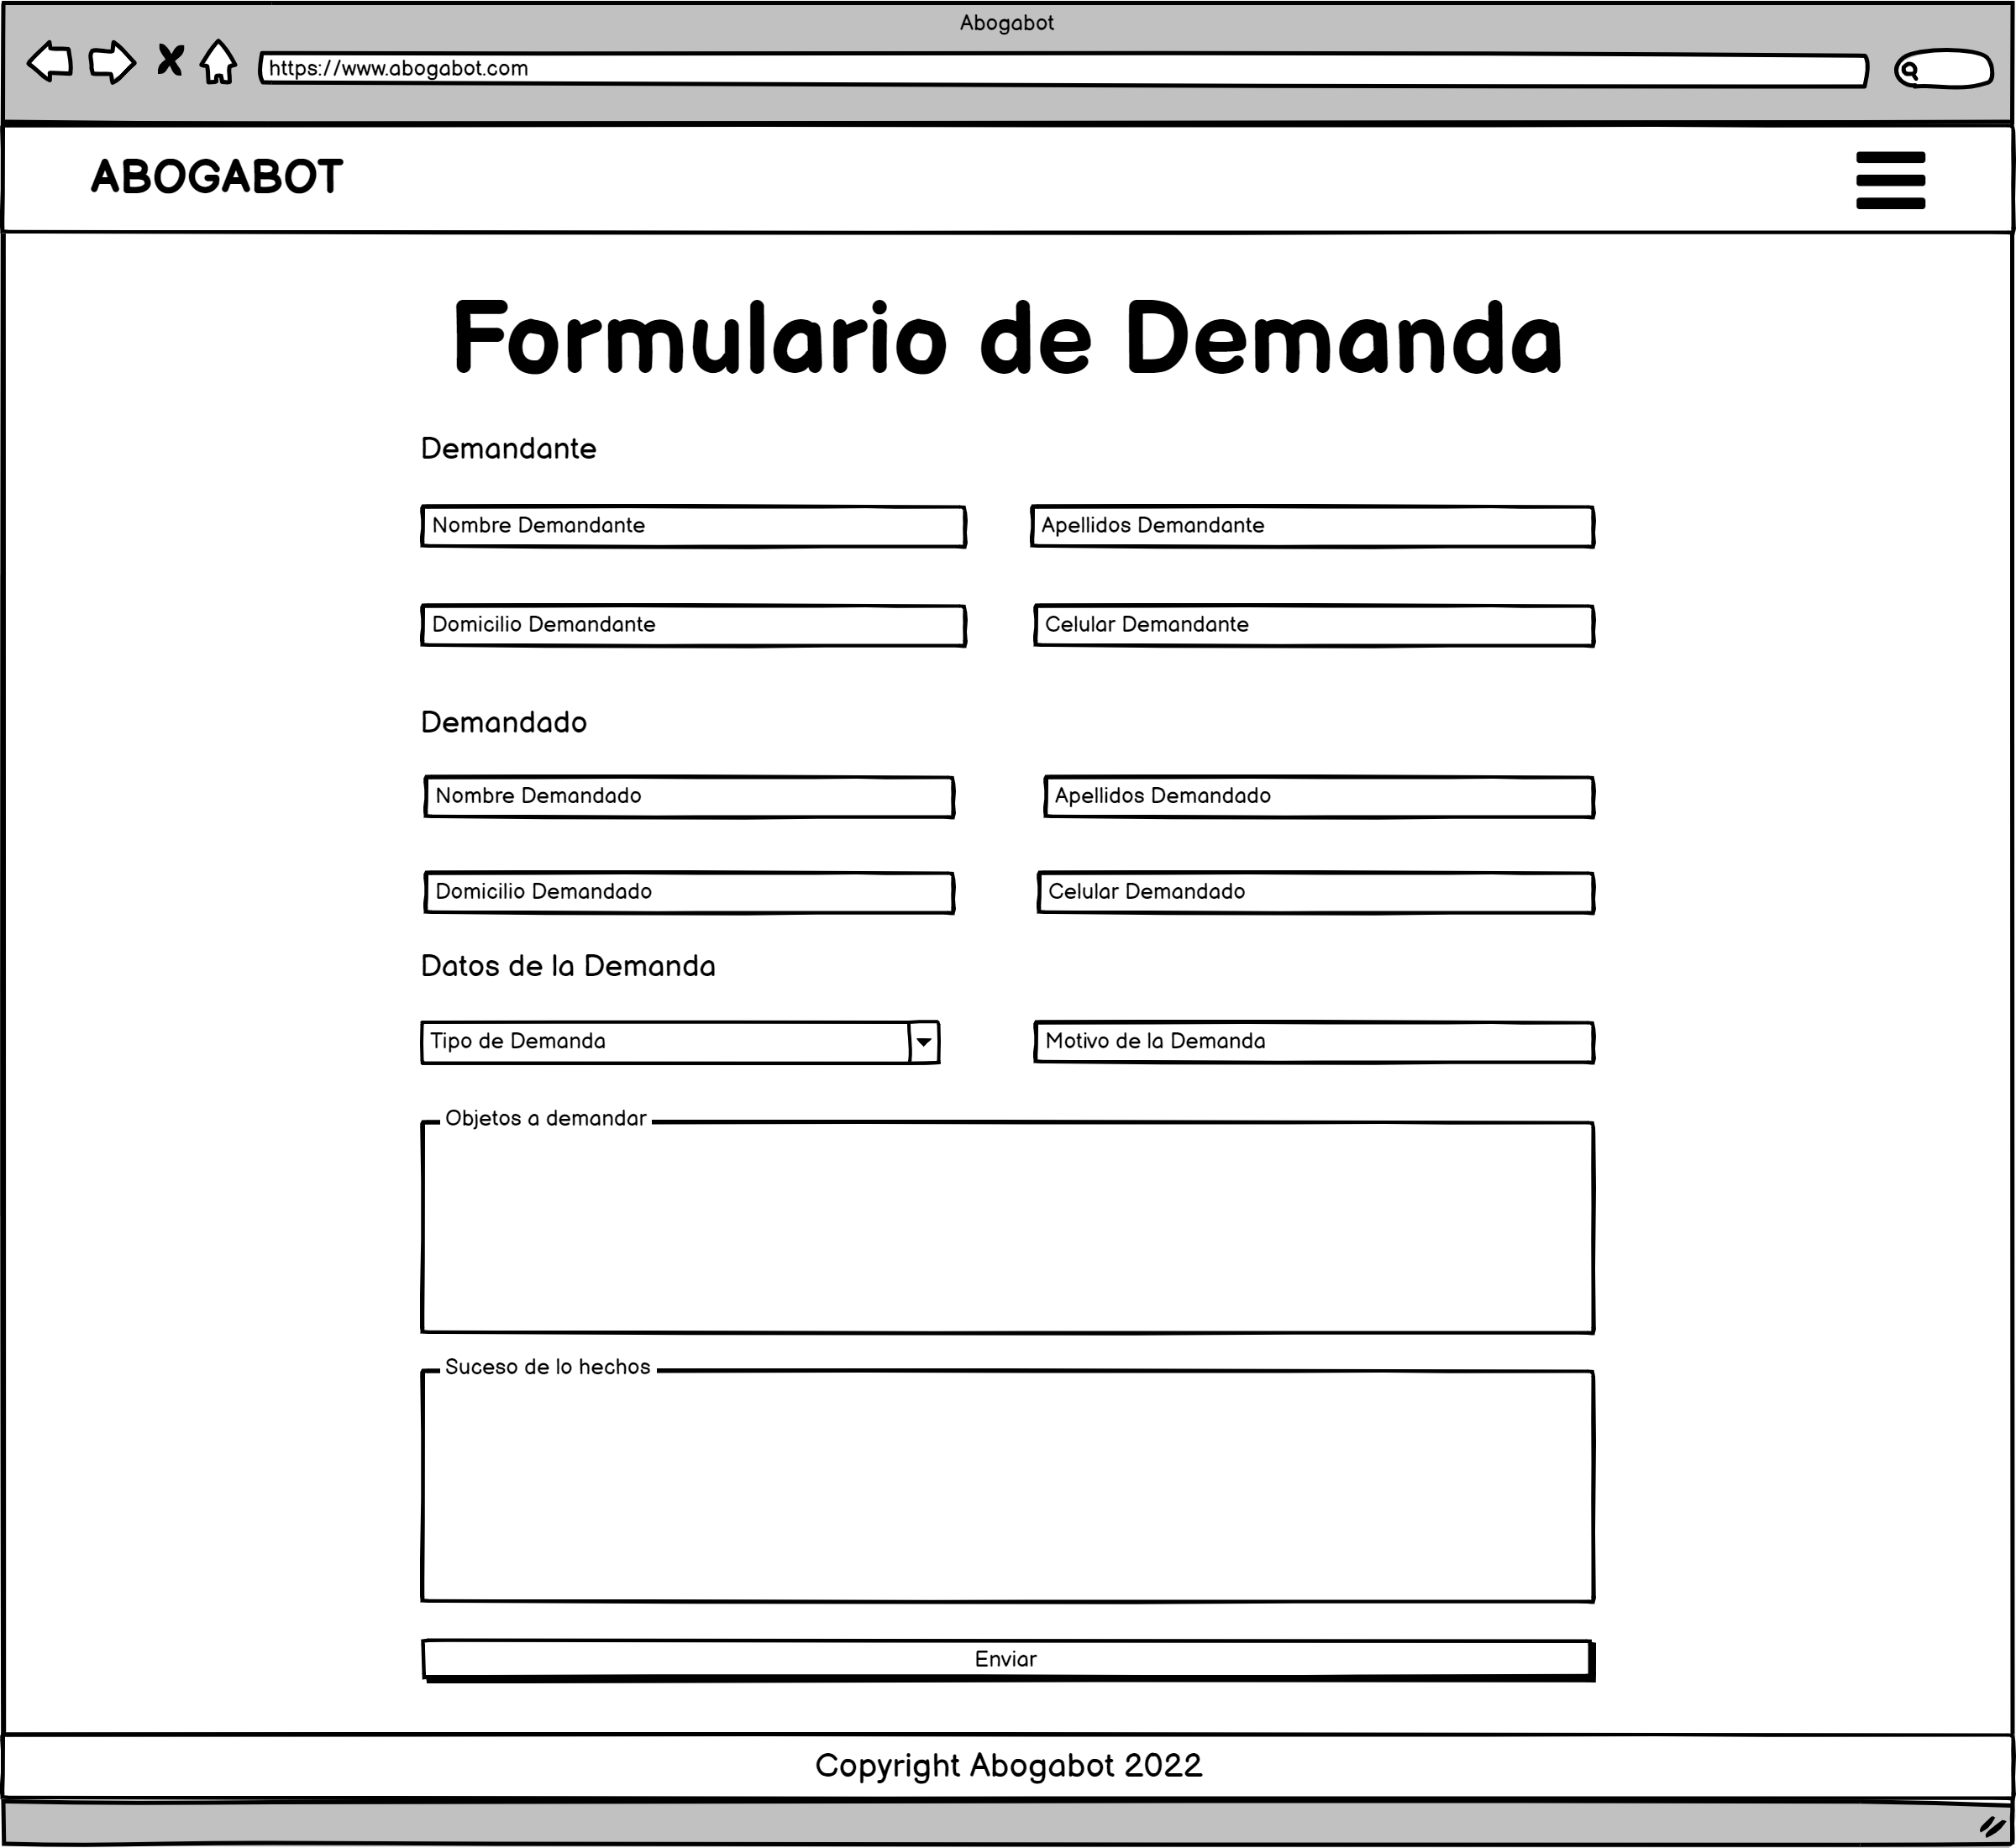 Abogabot
https://www.abogabot.com
ABOGABOT
Formulario de Demanda
Demandante
Nombre Demandante
Apellidos Demandante
Domicilio Demandante
Celular Demandante
Demandado
Nombre Demandado
Apellidos Demandado
Domicilio Demandado
Celular Demandado
Datos de la Demanda
Tipo de Demanda
Motivo de la Demanda
Objetos a demandar
Suceso de lo hechos
Enviar
Copyright Abogabot 2022